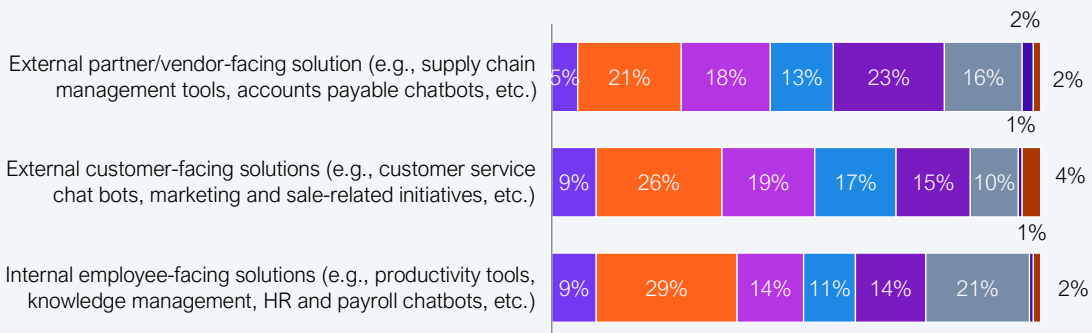 2%
External partner/vendor-facing solution (e.g., supply chain
management tools, accounts payable chatbots, etc.)
5% 21% 18% 13% 23% 16% 2%
1%
External customer-facing solutions (e.g., customer service
chat bots, marketing and sale-related initiatives, etc.)
9% 26% 19% 17% 15% 10% 4%
1%
Internal employee-facing solutions (e.g., productivity tools,
knowledge management, HR and payroll chatbots, etc.)
9% 29% 14% 11% 14% 21% 2%